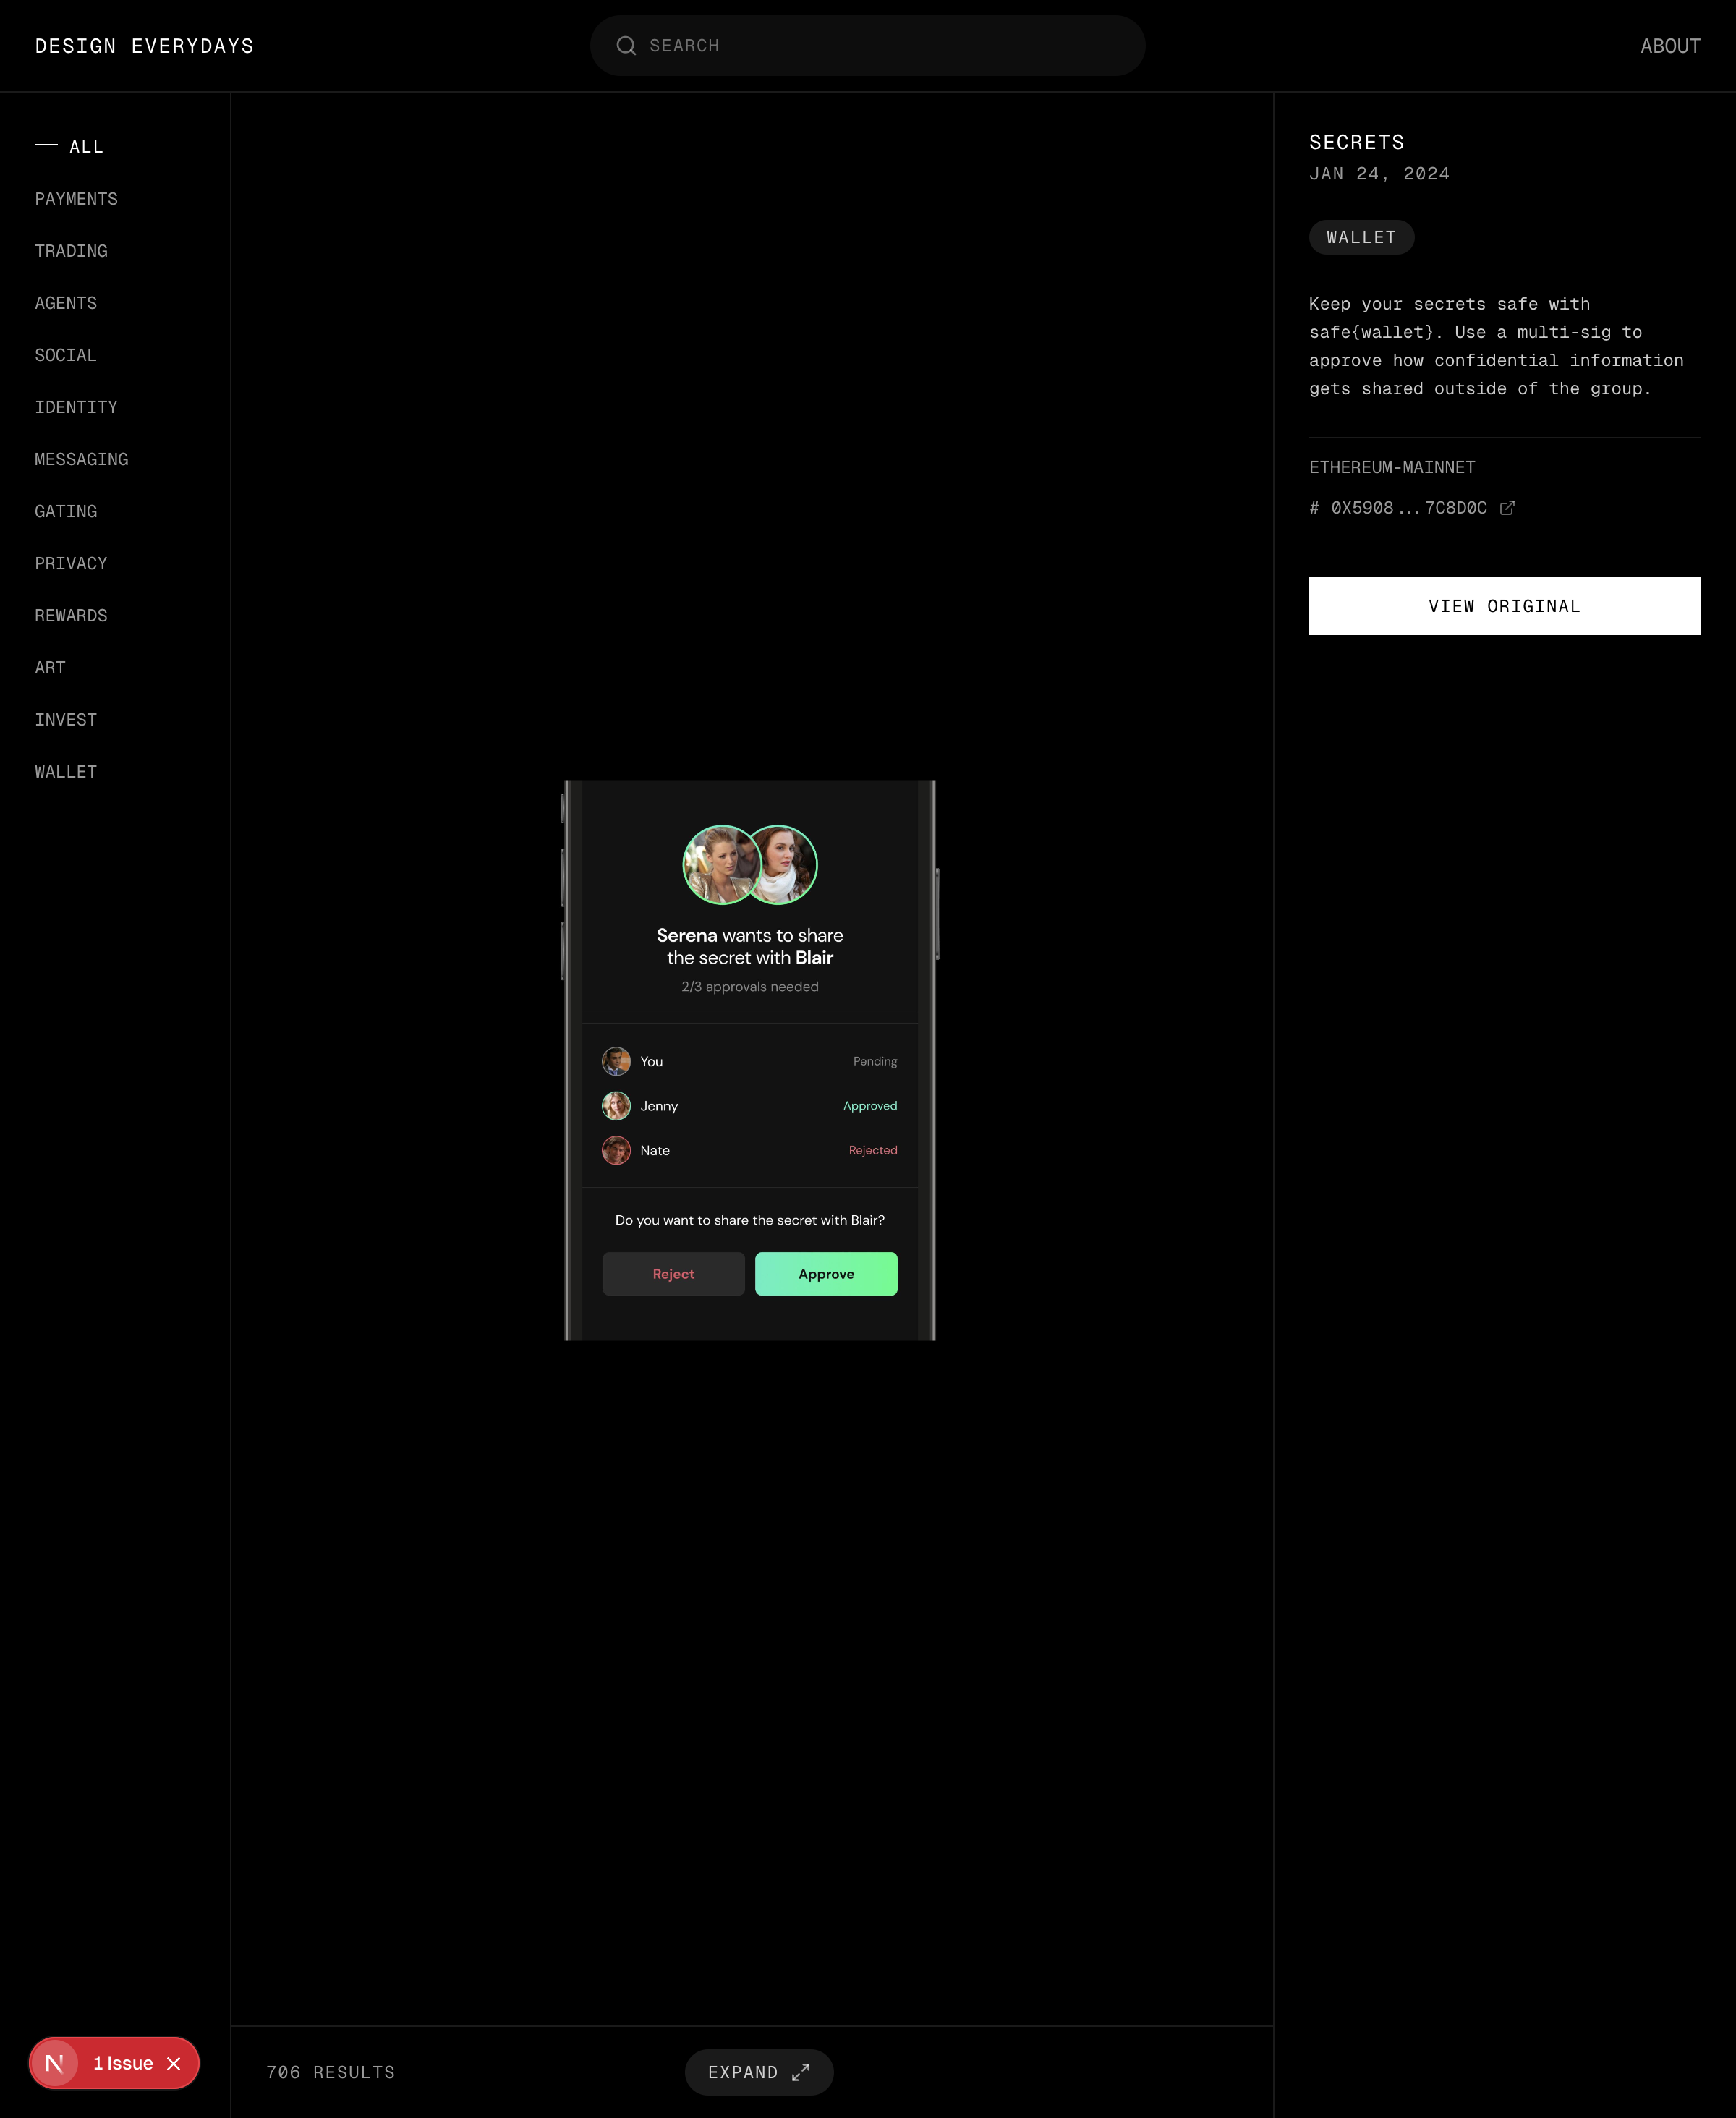 DESIGN EVERYDAYS
SEARCH
ABOUT
ALL
PAYMENTS
TRADING
AGENTS
SOCIAL
IDENTITY
MESSAGING
GATING
PRIVACY
REWARDS
ART
INVEST
WALLET
Serena wants to share
the secret with Blair
2/3 approvals needed
You
Pending
Jenny
Approved
Nate
Rejected
Do you want to share the secret with Blair?
Reject
Approve
SECRETS
JAN 24, 2024
WALLET
Keep your secrets safe with
safe{wallet}. Use a multi-sig to
approve how confidential information
gets shared outside of the group.
ETHEREUM-MAINNET
# 0X5908...7C8D0C
VIEW ORIGINAL
N 1 Issue
706 RESULTS
EXPAND